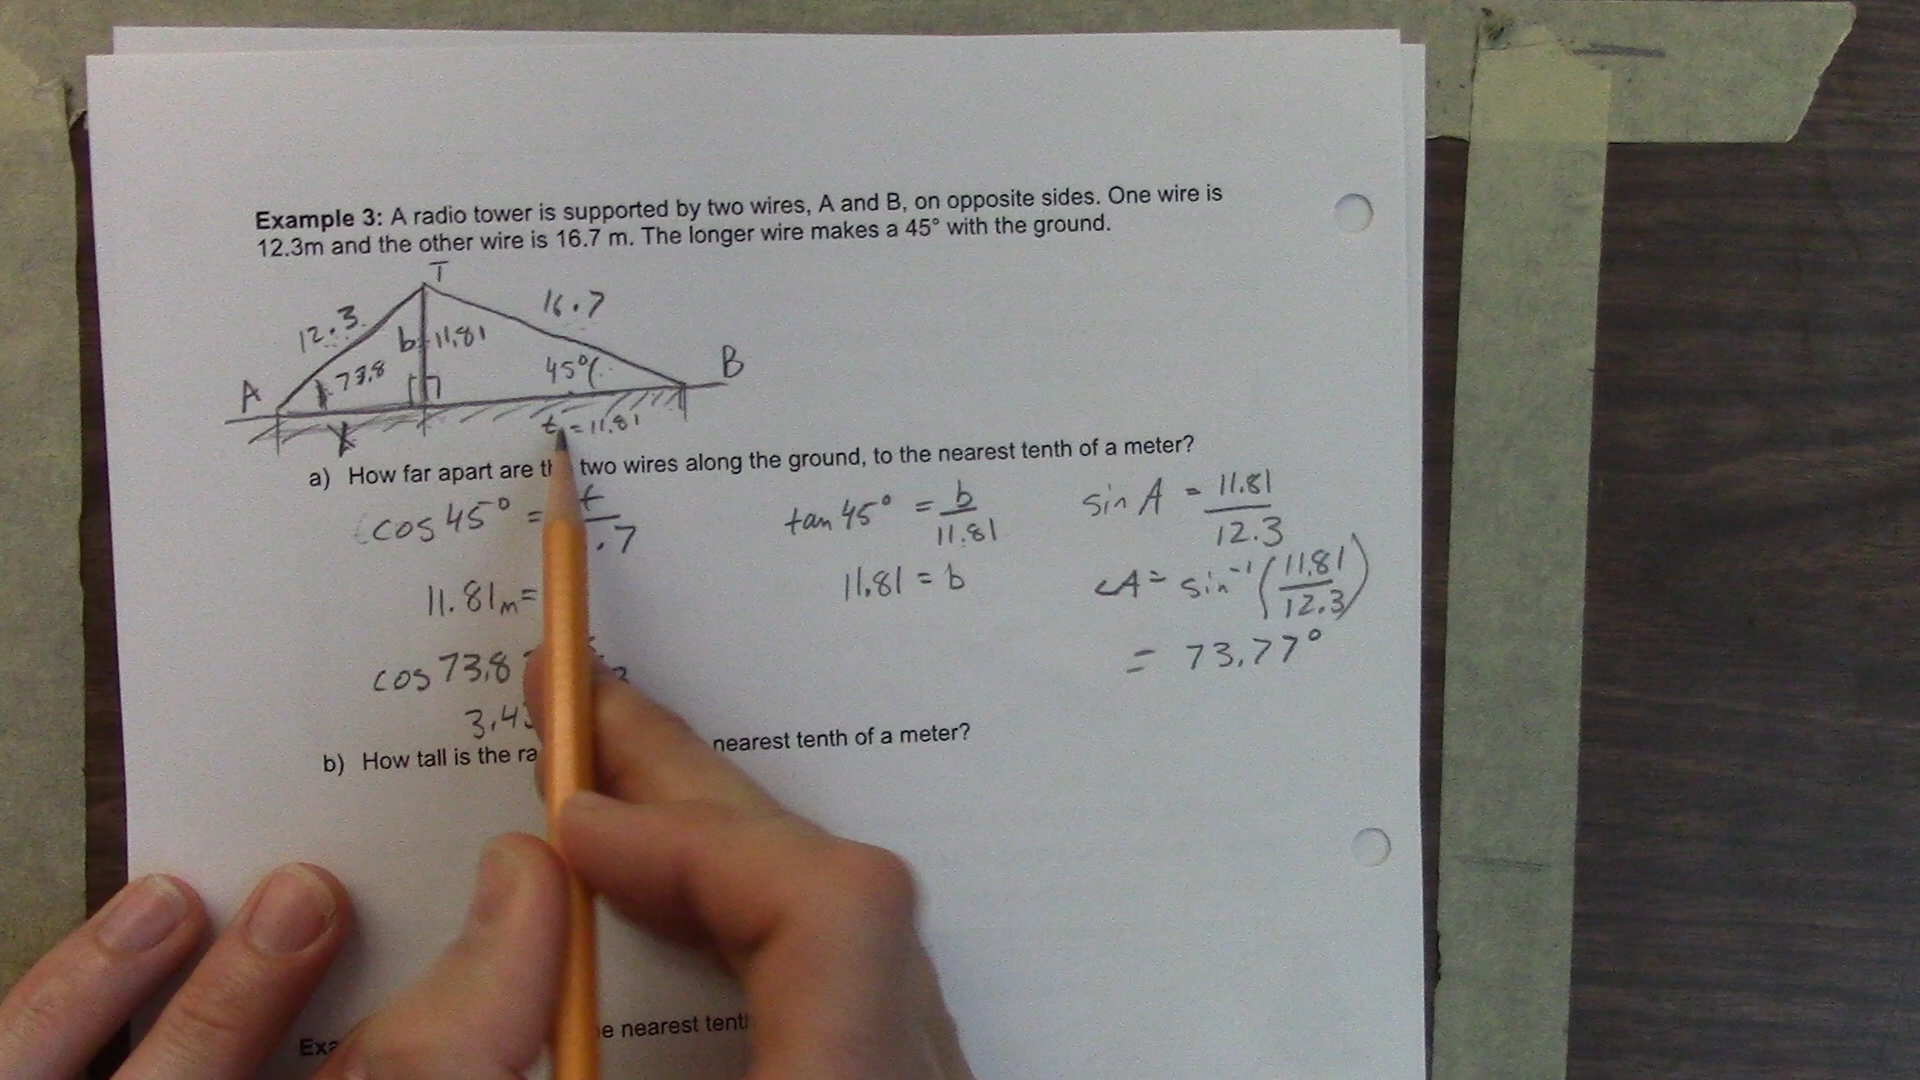 Example 3: A radio tower is supported by two wires, A and B, on opposite sides. One wire is
12.3m and the other wire is 16.7 m. The longer wire makes a 45° with the ground.
T
12.3
16.7
b
11.81
73.8
45°
A
B
x
t = 11.81
a) How far apart are two wires along the ground, to the nearest tenth of a meter?
cos 45° = t / .7
11.81m =
cos 73.8
3.43
tan 45° = b / 11.81
11.81 = b
sin A = 11.81 / 12.3
<A = sin⁻¹(11.81 / 12.3)
= 73.77°
b) How tall is the nearest tenth of a meter?
e nearest